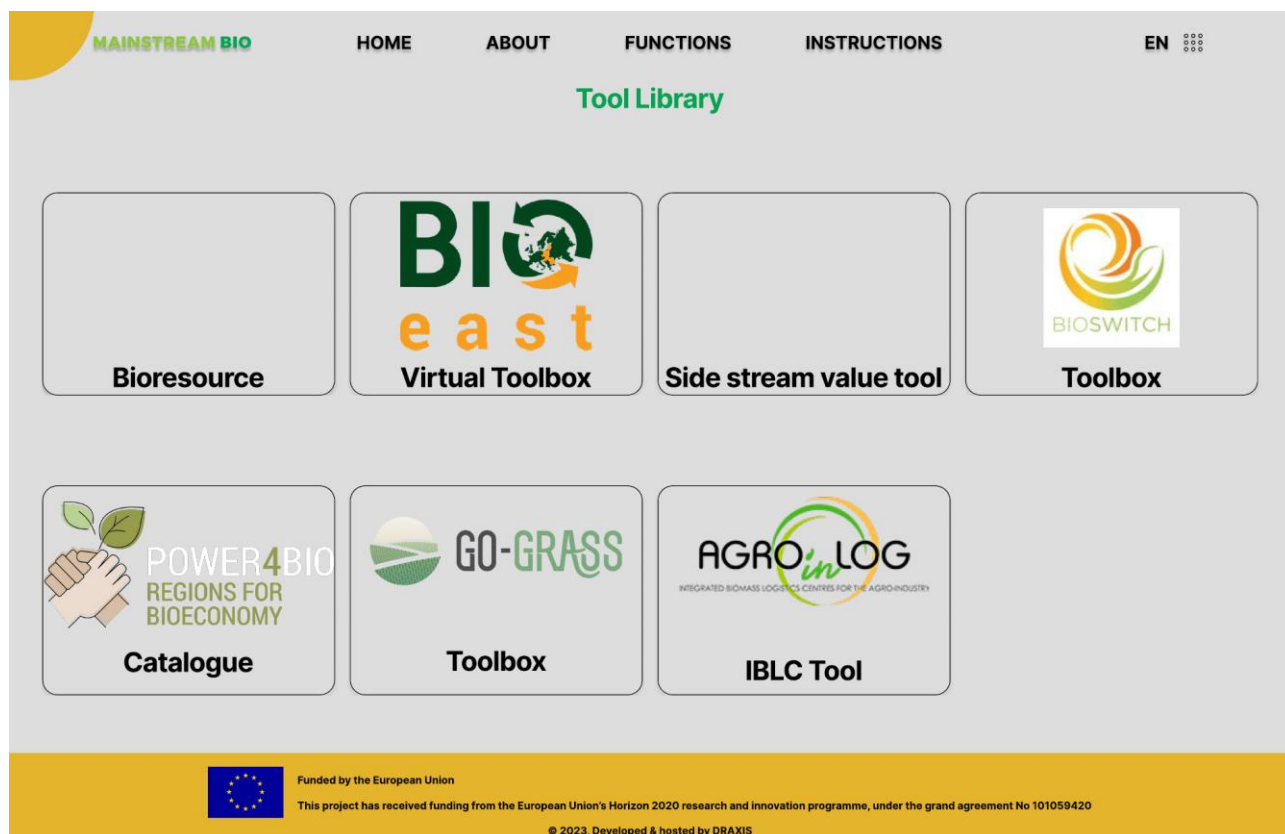 MAINSTREAM BIO HOME ABOUT FUNCTIONS INSTRUCTIONS EN
Tool Library
Bioresource
BIO
east
Virtual Toolbox
Side stream value tool
BIOSWITCH
Toolbox
POWER4BIO
REGIONS FOR
BIOECONOMY
Catalogue
GO-GRASS
Toolbox
AGROinLOG
INTEGRATED BIOMASS LOGISTICS CENTRES FOR THE AGRO-INDUSTRY
IBLC Tool
Funded by the European Union
This project has received funding from the European Union's Horizon 2020 research and innovation programme, under the grand agreement No 101059420
© 2023. Developed & hosted by DRAXIS